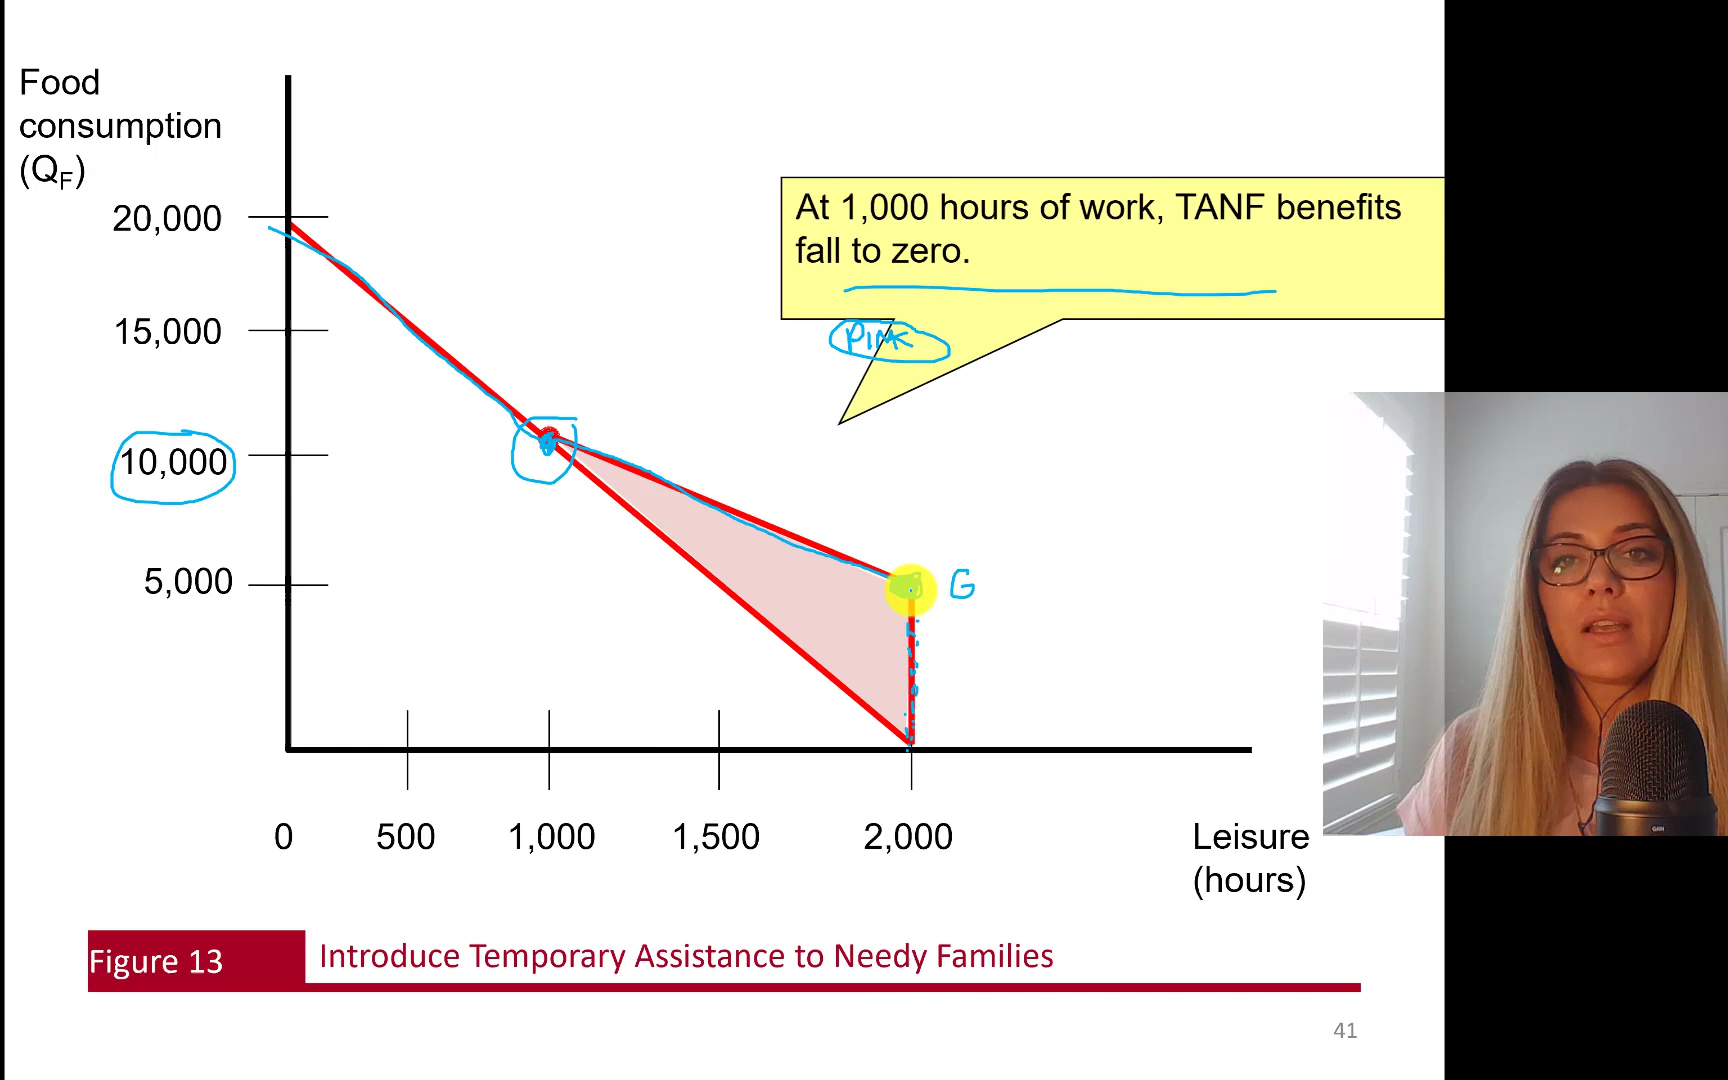 Food
consumption
(QF)
20,000
15,000
10,000
5,000
At 1,000 hours of work, TANF benefits
fall to zero.
PINK
G
0 500 1,000 1,500 2,000
Leisure
(hours)
Figure 13
Introduce Temporary Assistance to Needy Families
41
GAIN